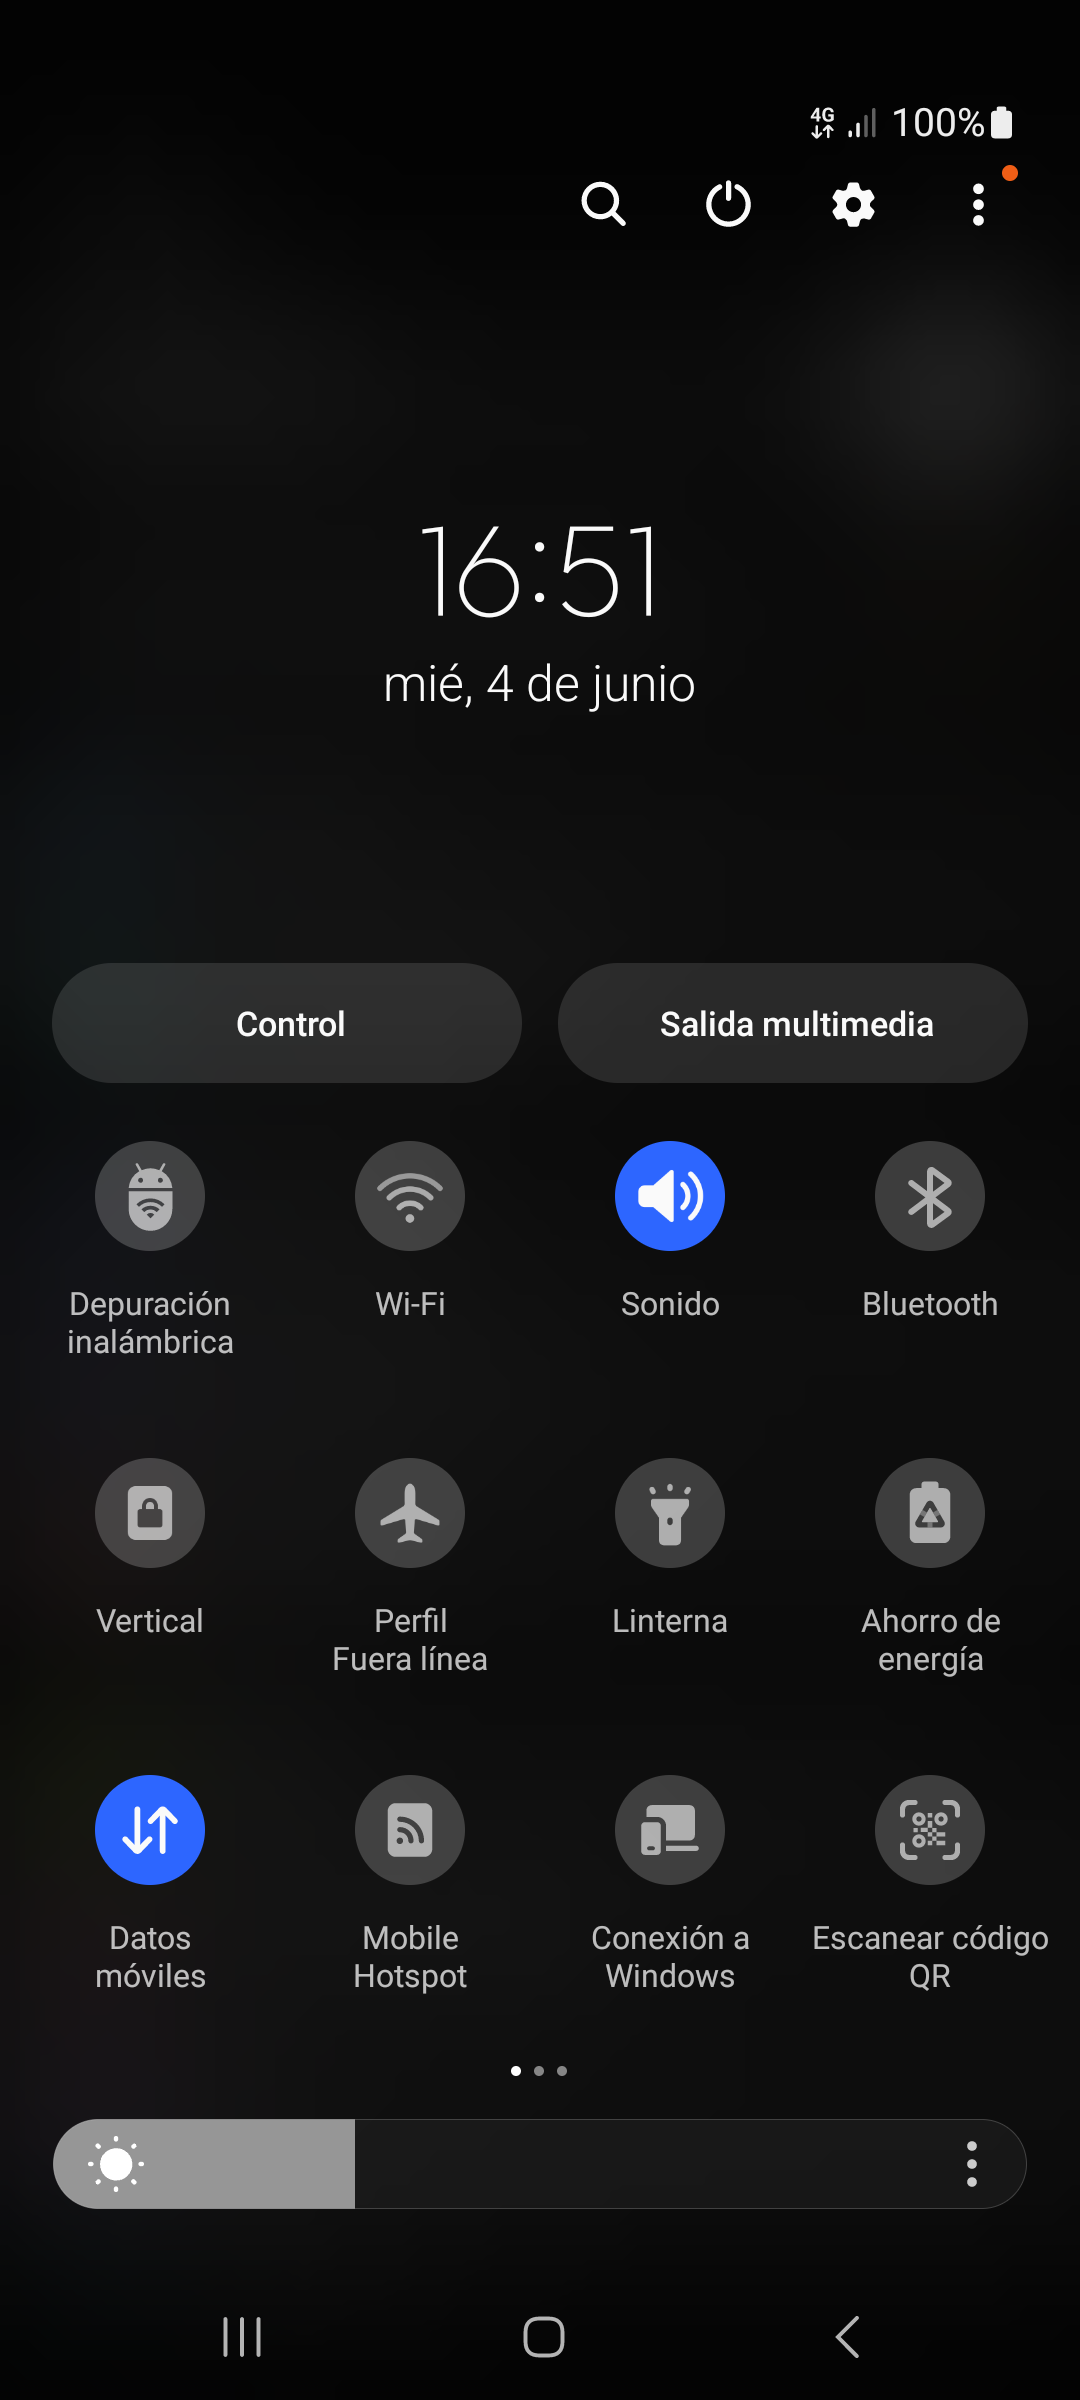 4G
100%
16:51
mié, 4 de junio
Control
Salida multimedia
Depuración
inalámbrica
Wi-Fi
Sonido
Bluetooth
Vertical
Perfil
Fuera línea
Linterna
Ahorro de
energía
Datos
móviles
Mobile
Hotspot
Conexión a
Windows
Escanear código
QR